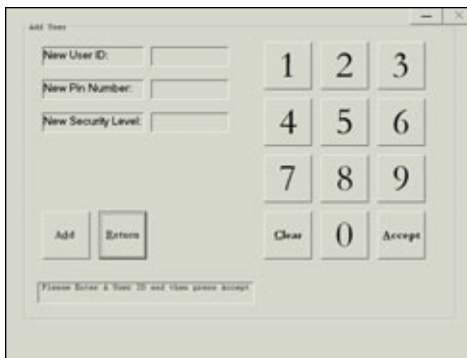 Add User
New User ID:
New Pin Number:
New Security Level:
1 2 3
4 5 6
7 8 9
Add Return Clear 0 Accept
Please Enter A User ID and then press Accept